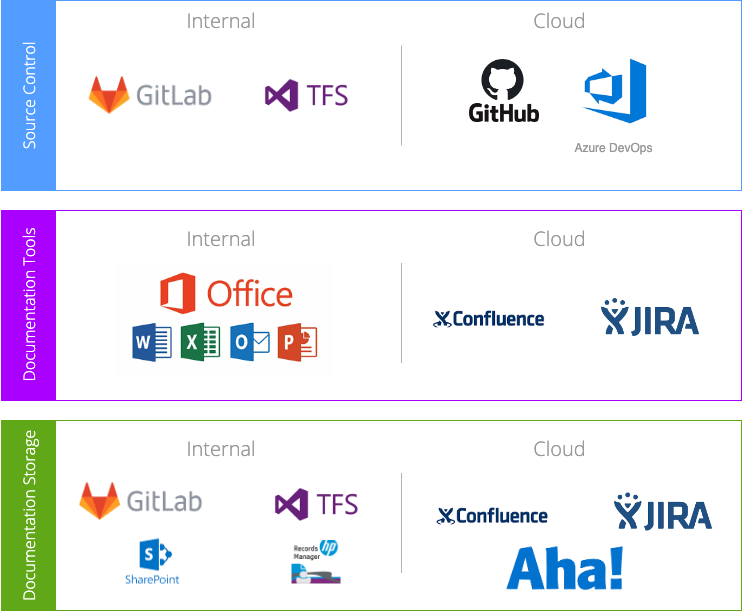 Source Control
Internal
Cloud
GitLab
TFS
GitHub
Azure DevOps
Documentation Tools
Internal
Cloud
Office
W
X
O
P
Confluence
JIRA
Documentation Storage
Internal
Cloud
GitLab
TFS
Confluence
JIRA
S
SharePoint
Records
Manager
hp
Aha!